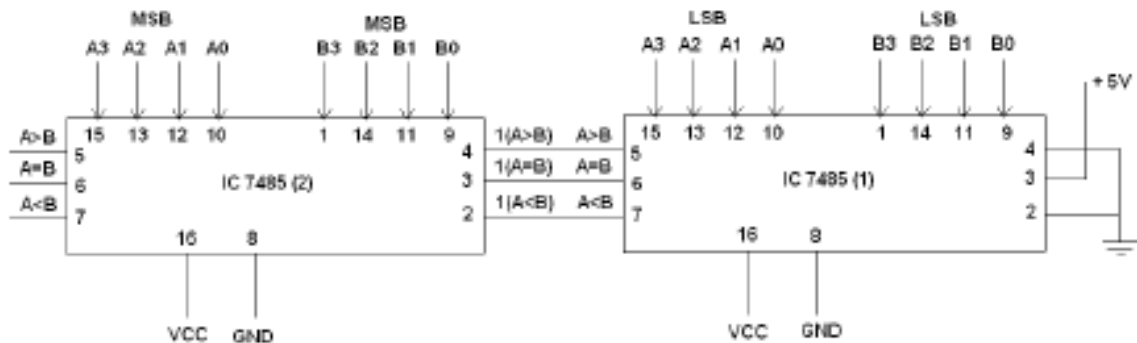 MSB MSB LSB LSB
A3 A2 A1 A0 B3 B2 B1 B0 A3 A2 A1 A0 B3 B2 B1 B0
+5V
15 13 12 10 1 14 11 9 15 13 12 10 1 14 11 9
A>B 5 4 1(A>B) A>B 5 4
A=B 6 IC 7485 (2) 3 1(A=B) A=B 6 IC 7485 (1) 3
A<B 7 2 1(A<B) A<B 7 2
16 8 16 8
VCC GND VCC GND